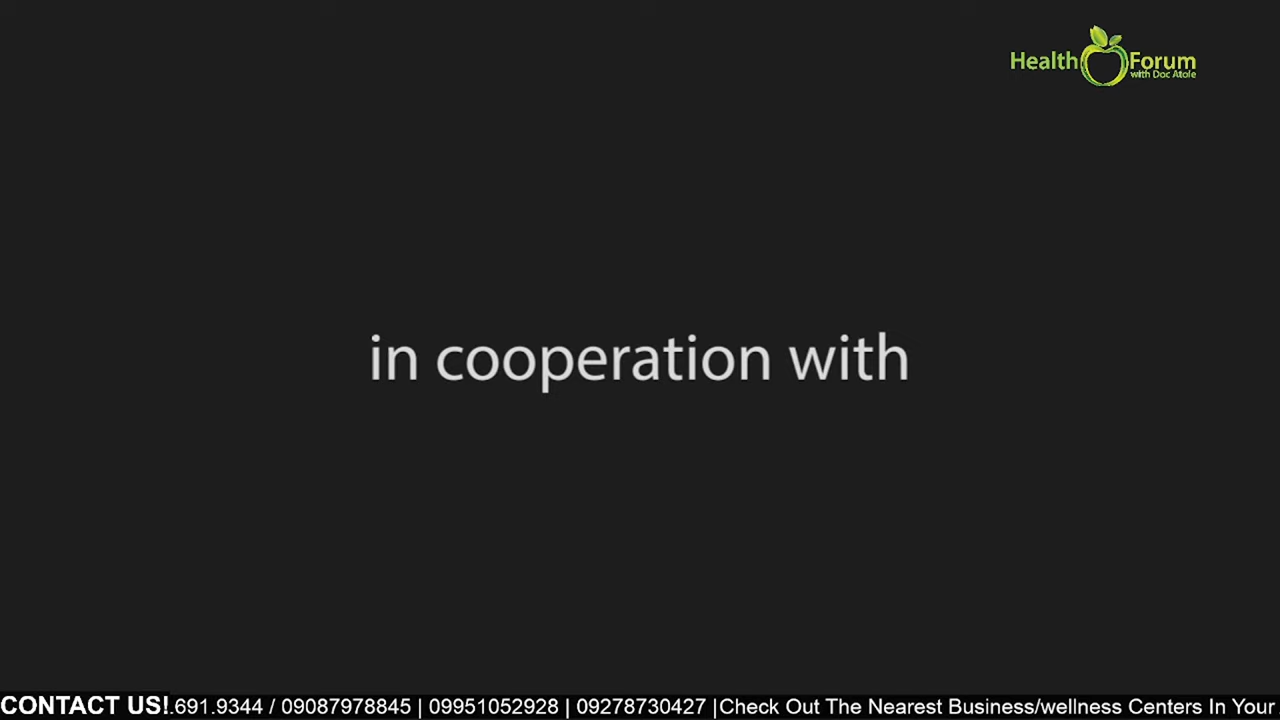 Health Forum
with Doc Atole
in cooperation with
CONTACT US!.691.9344 / 09087978845 | 09951052928 | 09278730427 |Check Out The Nearest Business/wellness Centers In Your